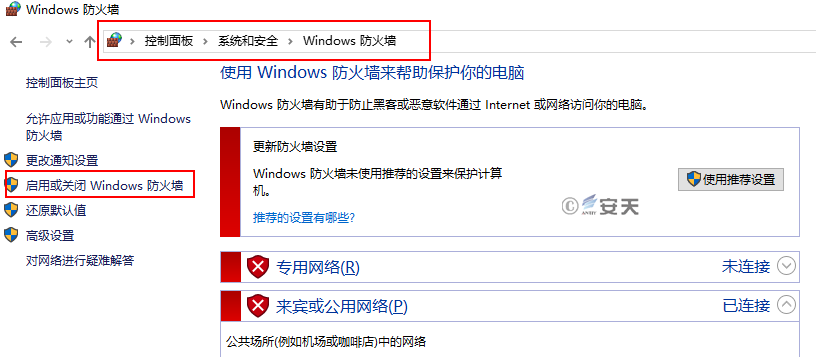 Windows 防火墙
控制面板 › 系统和安全 › Windows 防火墙
控制面板主页
允许应用或功能通过 Windows
防火墙
更改通知设置
启用或关闭 Windows 防火墙
还原默认值
高级设置
对网络进行疑难解答
使用 Windows 防火墙来帮助保护你的电脑
Windows 防火墙有助于防止黑客或恶意软件通过 Internet 或网络访问你的电脑。
更新防火墙设置
Windows 防火墙未使用推荐的设置来保护计算
机。
使用推荐设置
推荐的设置有哪些?
© ANTIY 安天
专用网络(R) 未连接
来宾或公用网络(P) 已连接
公共场所(例如机场或咖啡店)中的网络